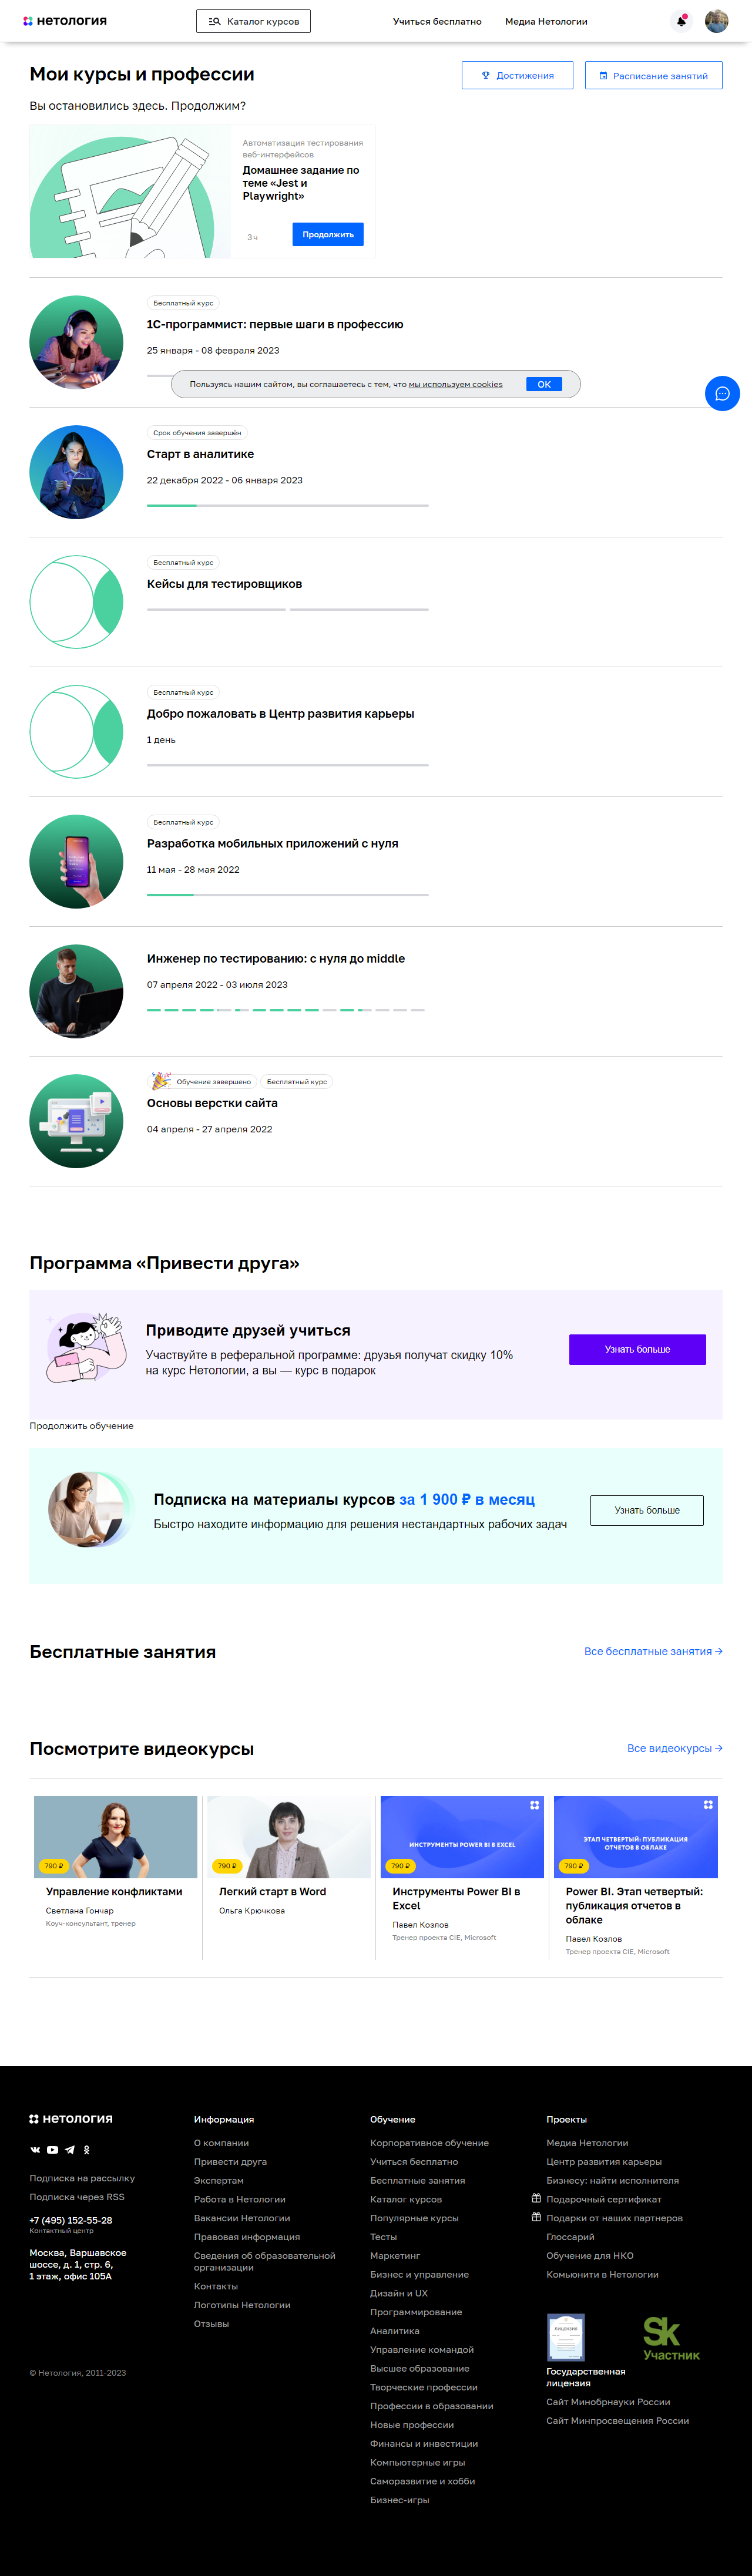 нетология
Каталог курсов
Учиться бесплатно
Медиа Нетологии
Мои курсы и профессии
Достижения
Расписание занятий
Вы остановились здесь. Продолжим?
Автоматизация тестирования
веб-интерфейсов
Домашнее задание по
теме «Jest и
Playwright»
3 ч
Продолжить
Бесплатный курс
1С-программист: первые шаги в профессию
25 января - 08 февраля 2023
Пользуясь нашим сайтом, вы соглашаетесь с тем, что мы используем cookies
ОК
Срок обучения завершён
Старт в аналитике
22 декабря 2022 - 06 января 2023
Бесплатный курс
Кейсы для тестировщиков
Бесплатный курс
Добро пожаловать в Центр развития карьеры
1 день
Бесплатный курс
Разработка мобильных приложений с нуля
11 мая - 28 мая 2022
Инженер по тестированию: с нуля до middle
07 апреля 2022 - 03 июля 2023
Обучение завершено
Бесплатный курс
Основы верстки сайта
04 апреля - 27 апреля 2022
Программа «Привести друга»
Приводите друзей учиться
Участвуйте в реферальной программе: друзья получат скидку 10%
на курс Нетологии, а вы — курс в подарок
Узнать больше
Продолжить обучение
Подписка на материалы курсов за 1 900 ₽ в месяц
Быстро находите информацию для решения нестандартных рабочих задач
Узнать больше
Бесплатные занятия
Все бесплатные занятия →
Посмотрите видеокурсы
Все видеокурсы →
790 ₽
Управление конфликтами
Светлана Гончар
Коуч-консультант, тренер
790 ₽
Легкий старт в Word
Ольга Крючкова
ИНСТРУМЕНТЫ POWER BI В EXCEL
790 ₽
Инструменты Power BI в
Excel
Павел Козлов
Тренер проекта CIE, Microsoft
ЭТАП ЧЕТВЕРТЫЙ: ПУБЛИКАЦИЯ
ОТЧЕТОВ В ОБЛАКЕ
790 ₽
Power BI. Этап четвертый:
публикация отчетов в
облаке
Павел Козлов
Тренер проекта CIE, Microsoft
нетология
Подписка на рассылку
Подписка через RSS
+7 (495) 152-55-28
Контактный центр
Москва, Варшавское
шоссе, д. 1, стр. 6,
1 этаж, офис 105А
© Нетология, 2011-2023
Информация
О компании
Привести друга
Экспертам
Работа в Нетологии
Вакансии Нетологии
Правовая информация
Сведения об образовательной
организации
Контакты
Логотипы Нетологии
Отзывы
Обучение
Корпоративное обучение
Учиться бесплатно
Бесплатные занятия
Каталог курсов
Популярные курсы
Тесты
Маркетинг
Бизнес и управление
Дизайн и UX
Программирование
Аналитика
Управление командой
Высшее образование
Творческие профессии
Профессии в образовании
Новые профессии
Финансы и инвестиции
Компьютерные игры
Саморазвитие и хобби
Бизнес-игры
Проекты
Медиа Нетологии
Центр развития карьеры
Бизнесу: найти исполнителя
Подарочный сертификат
Подарки от наших партнеров
Глоссарий
Обучение для НКО
Комьюнити в Нетологии
ЛИЦЕНЗИЯ
Государственная
лицензия
Sk
Участник
Сайт Минобрнауки России
Сайт Минпросвещения России